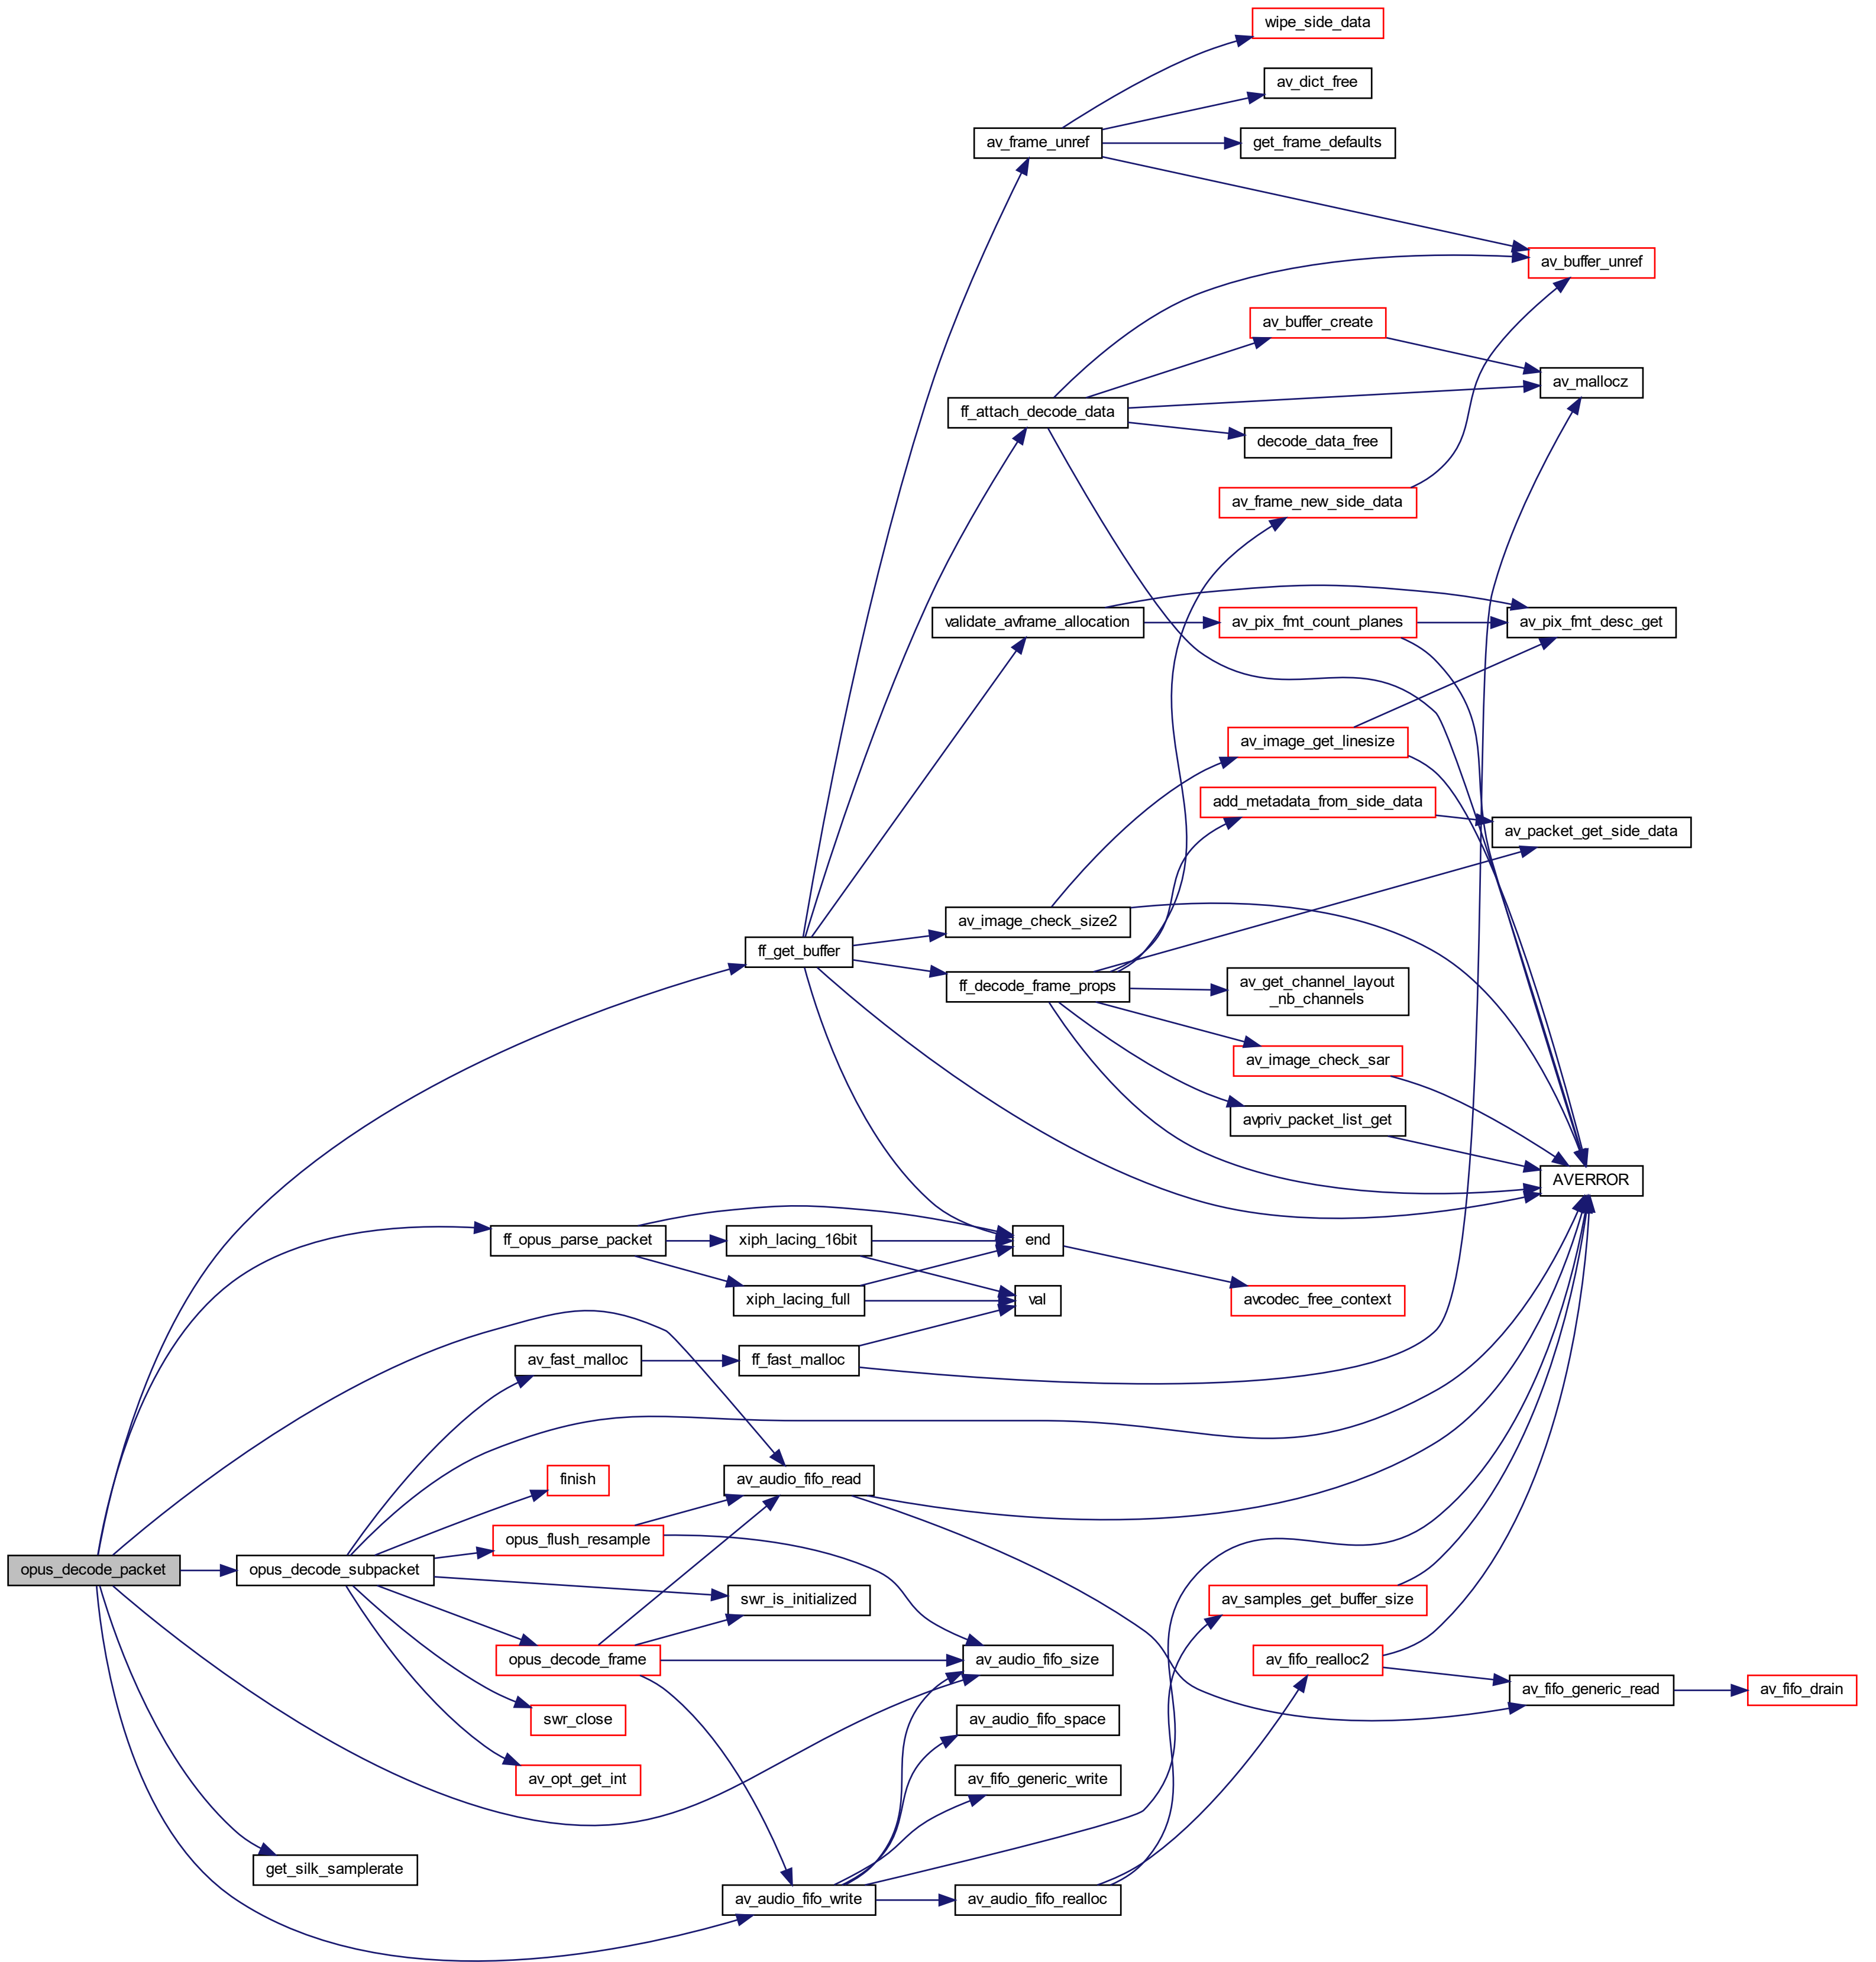 wipe_side_data
av_dict_free
av_frame_unref
get_frame_defaults
av_buffer_unref
av_buffer_create
av_mallocz
ff_attach_decode_data
decode_data_free
av_frame_new_side_data
validate_avframe_allocation
av_pix_fmt_count_planes
av_pix_fmt_desc_get
av_image_get_linesize
add_metadata_from_side_data
av_packet_get_side_data
av_image_check_size2
ff_get_buffer
ff_decode_frame_props
av_get_channel_layout
_nb_channels
av_image_check_sar
avpriv_packet_list_get
AVERROR
ff_opus_parse_packet
xiph_lacing_16bit
end
xiph_lacing_full
val
avcodec_free_context
av_fast_malloc
ff_fast_malloc
finish
av_audio_fifo_read
opus_flush_resample
opus_decode_packet
opus_decode_subpacket
swr_is_initialized
av_samples_get_buffer_size
opus_decode_frame
av_audio_fifo_size
av_fifo_realloc2
av_fifo_generic_read
av_fifo_drain
swr_close
av_audio_fifo_space
av_opt_get_int
av_fifo_generic_write
get_silk_samplerate
av_audio_fifo_write
av_audio_fifo_realloc